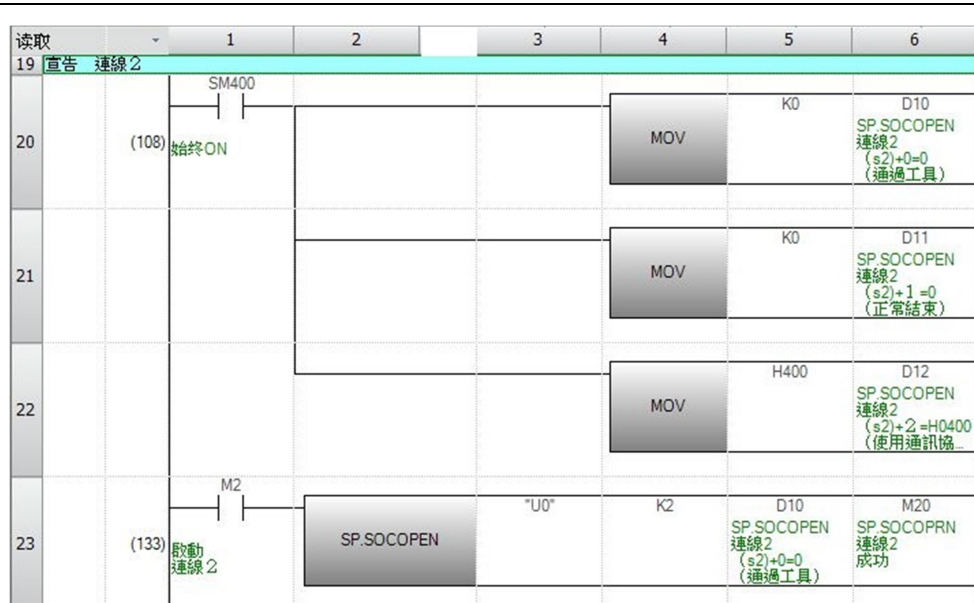 读取 1 2 3 4 5 6
19 宣告 連線2
SM400
20 (108) 始终ON
MOV K0 D10
SP.SOCOPEN
連線2
(s2)+0=0
(通過工具)
21
MOV K0 D11
SP.SOCOPEN
連線2
(s2)+1=0
(正常結束)
22
MOV H400 D12
SP.SOCOPEN
連線2
(s2)+2=H0400
(使用通訊協...
M2
23 (133) 啟動
連線2
SP.SOCOPEN "U0" K2 D10 M20
SP.SOCOPEN
連線2
(s2)+0=0
(通過工具)
SP.SOCOPRN
連線2
成功